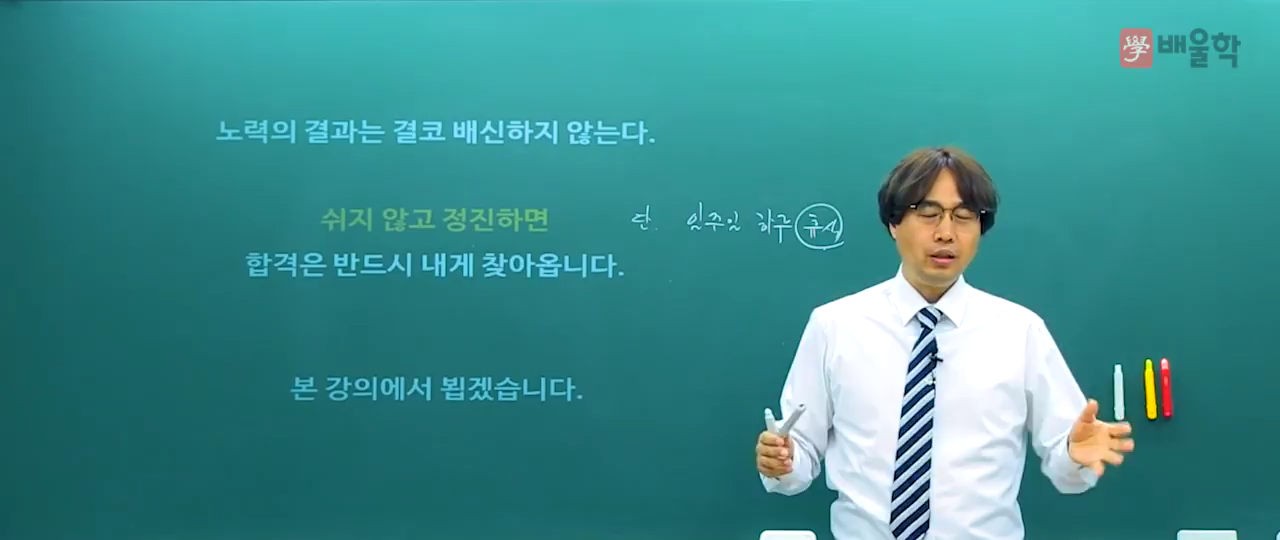 學 배울학
노력의 결과는 결코 배신하지 않는다.
쉬지 않고 정진하면 단. 일주일 하루 휴식
합격은 반드시 내게 찾아옵니다.
본 강의에서 뵙겠습니다.